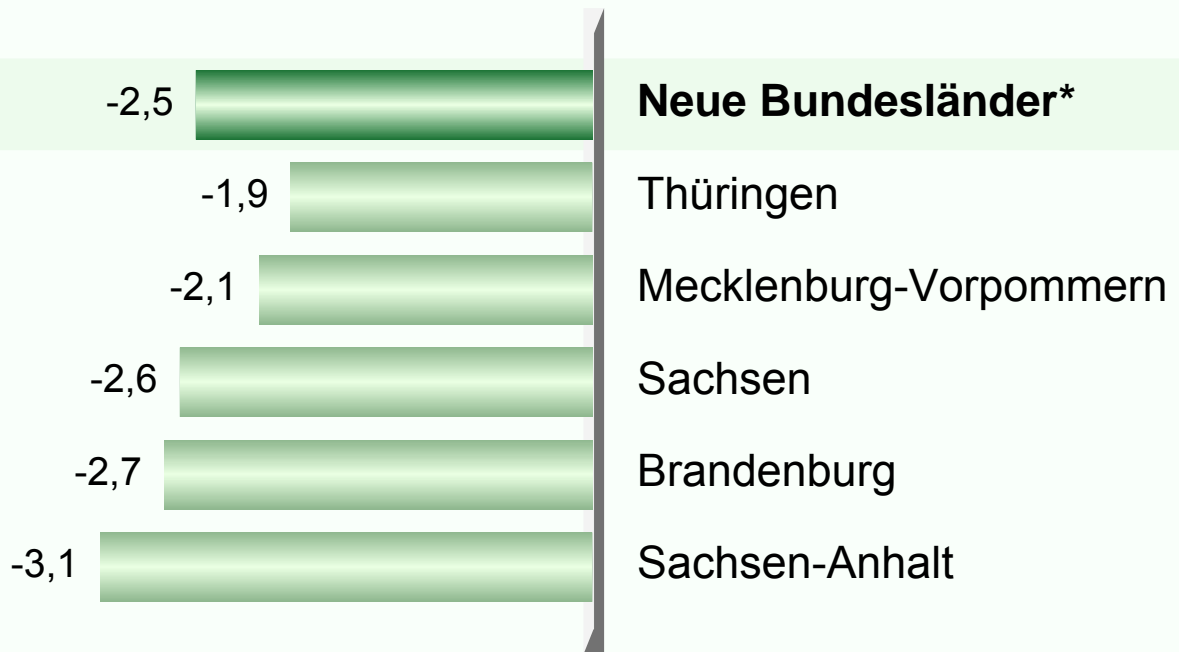 -2,5 Neue Bundesländer*
-1,9 Thüringen
-2,1 Mecklenburg-Vorpommern
-2,6 Sachsen
-2,7 Brandenburg
-3,1 Sachsen-Anhalt